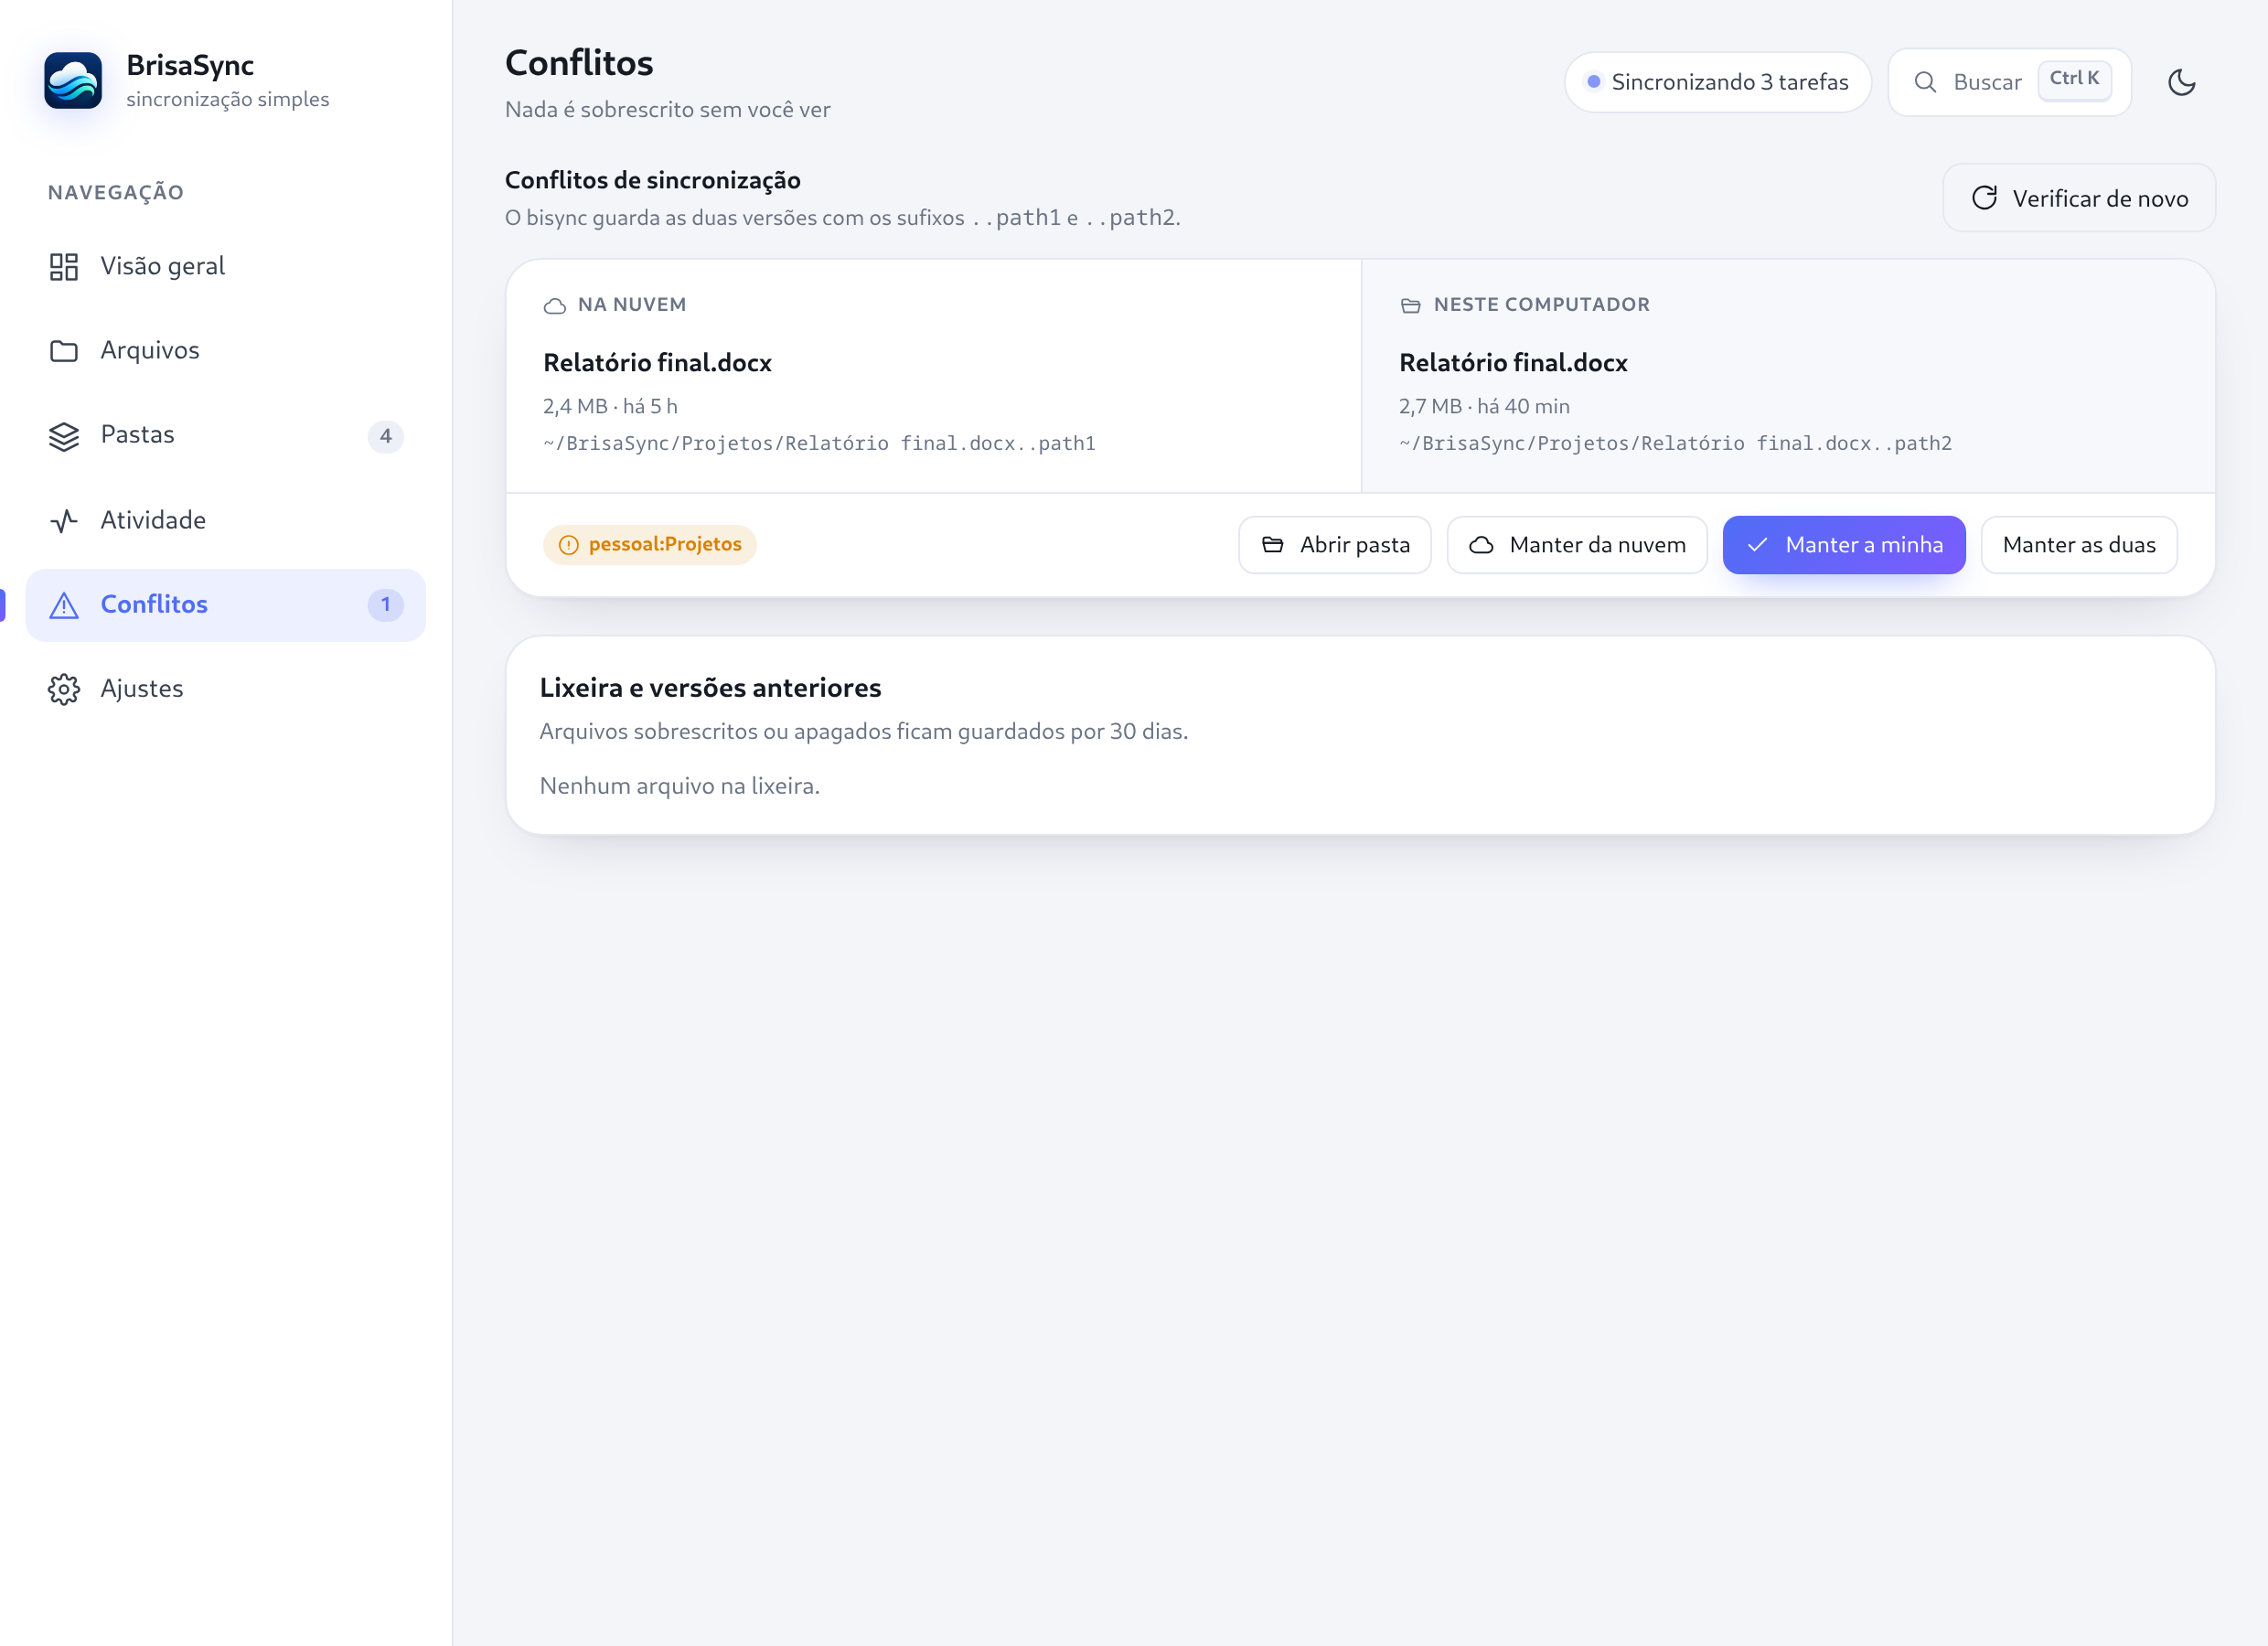 BrisaSync
sincronização simples
NAVEGAÇÃO
Visão geral
Arquivos
Pastas 4
Atividade
Conflitos 1
Ajustes
Conflitos
Nada é sobrescrito sem você ver
Sincronizando 3 tarefas
Buscar Ctrl K
Conflitos de sincronização
O bisync guarda as duas versões com os sufixos ..path1 e ..path2.
Verificar de novo
NA NUVEM
Relatório final.docx
2,4 MB · há 5 h
~/BrisaSync/Projetos/Relatório final.docx..path1
NESTE COMPUTADOR
Relatório final.docx
2,7 MB · há 40 min
~/BrisaSync/Projetos/Relatório final.docx..path2
pessoal:Projetos
Abrir pasta
Manter da nuvem
Manter a minha
Manter as duas
Lixeira e versões anteriores
Arquivos sobrescritos ou apagados ficam guardados por 30 dias.
Nenhum arquivo na lixeira.